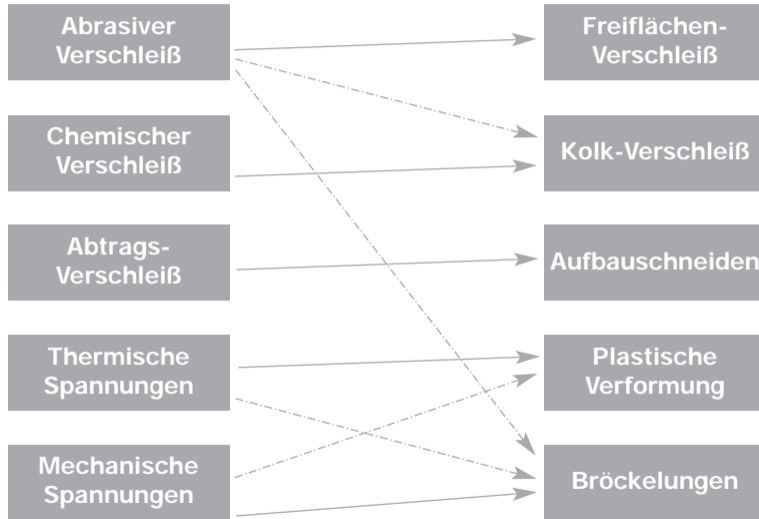 Abrasiver
Verschleiß
Freiflächen-
Verschleiß
Chemischer
Verschleiß
Kolk-Verschleiß
Abtrags-
Verschleiß
Aufbauschneiden
Thermische
Spannungen
Plastische
Verformung
Mechanische
Spannungen
Bröckelungen